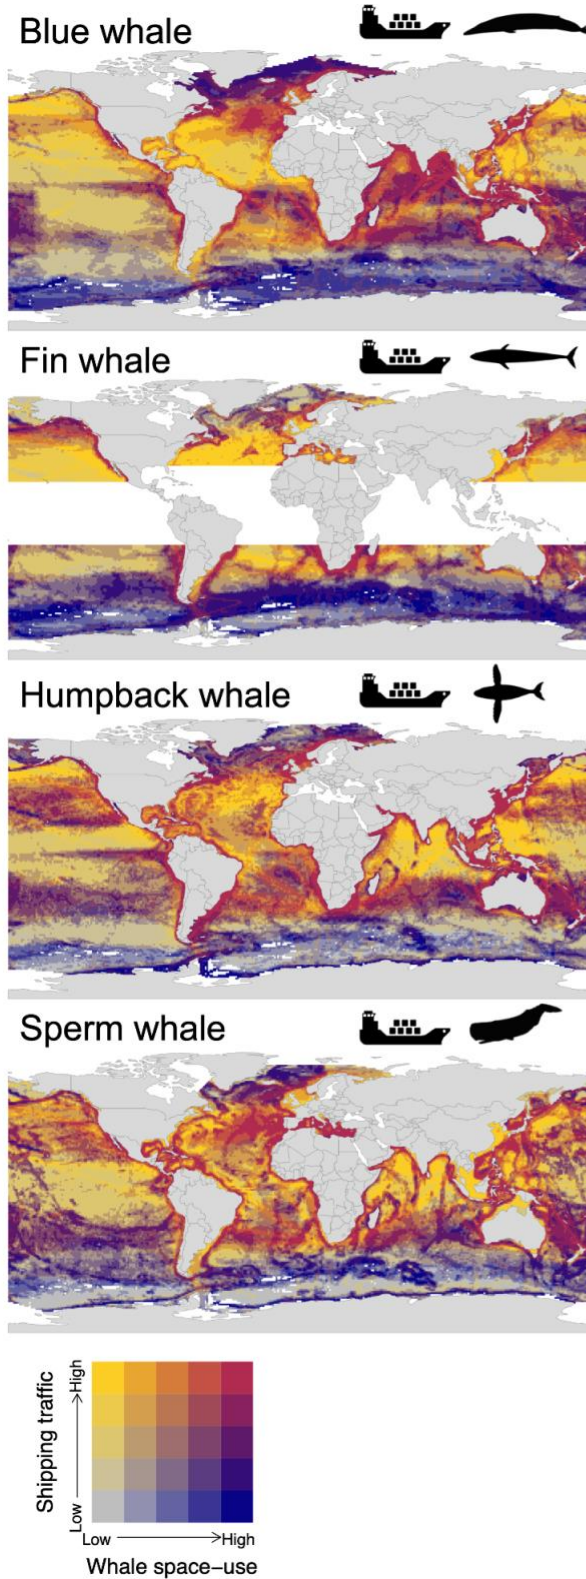 Blue whale
Fin whale
Humpback whale
Sperm whale
Shipping traffic
Low
High
Low
High
Whale space-use